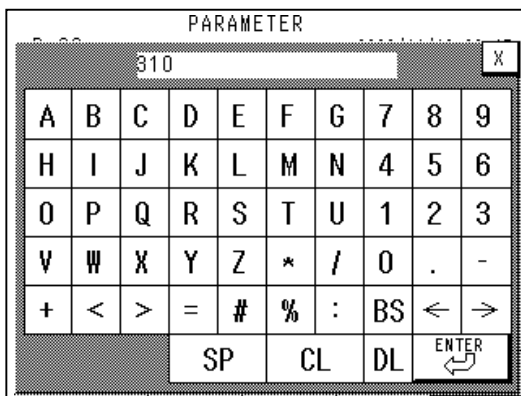 PARAMETER
310
X
A B C D E F G 7 8 9
H I J K L M N 4 5 6
O P Q R S T U 1 2 3
V W X Y Z * / 0 . -
+ < > = # % : BS ← →
SP CL DL ENTER